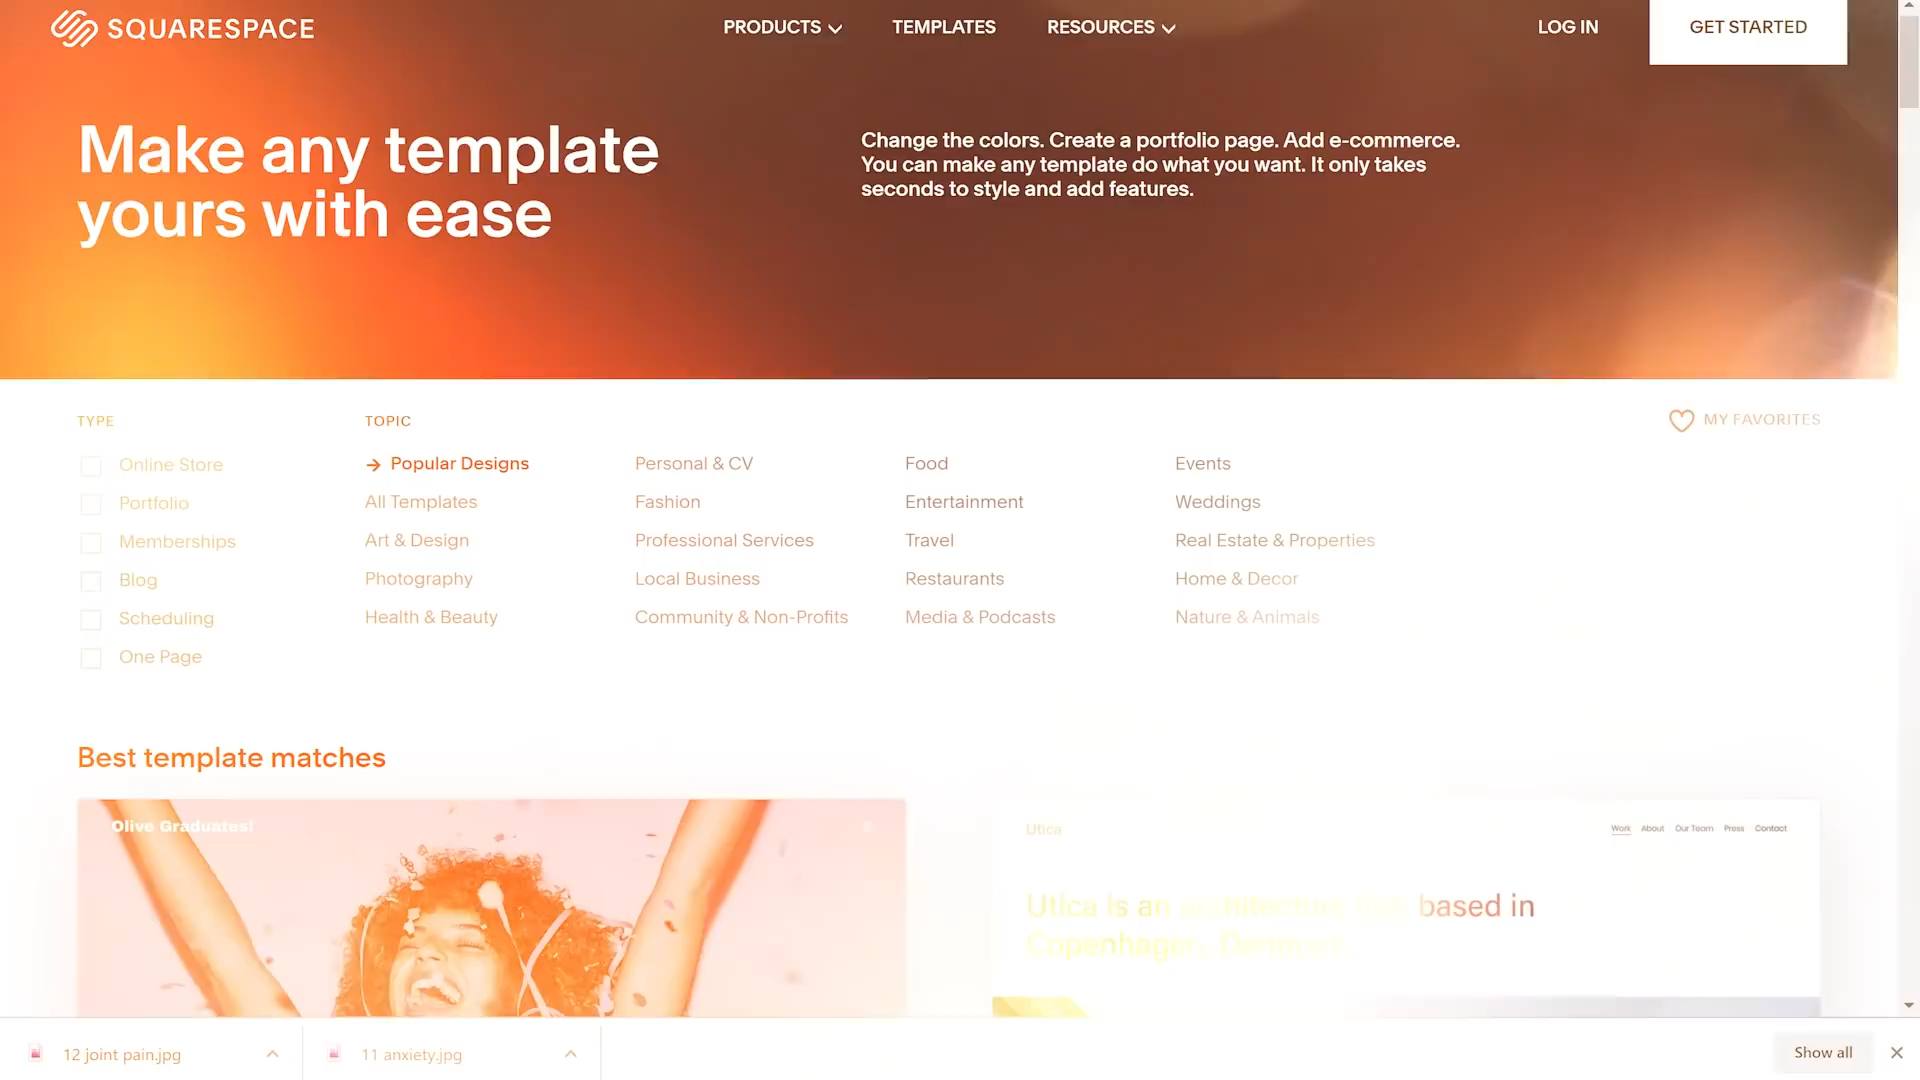 SQUARESPACE
PRODUCTS
TEMPLATES
RESOURCES
LOG IN
GET STARTED
Make any template
yours with ease
Change the colors. Create a portfolio page. Add e-commerce.
You can make any template do what you want. It only takes
seconds to style and add features.
TYPE
Online Store
Portfolio
Memberships
Blog
Scheduling
One Page
TOPIC
Popular Designs
All Templates
Art & Design
Photography
Health & Beauty
Personal & CV
Fashion
Professional Services
Local Business
Community & Non-Profits
Food
Entertainment
Travel
Restaurants
Media & Podcasts
Events
Weddings
Real Estate & Properties
Home & Decor
Nature & Animals
MY FAVORITES
Best template matches
Olive Graduates!
Utica
Work About Our Team Press Contact
Utica is an architecture based in
Copenhagen, Denmark
12 joint pain.jpg
11 anxiety.jpg
Show all